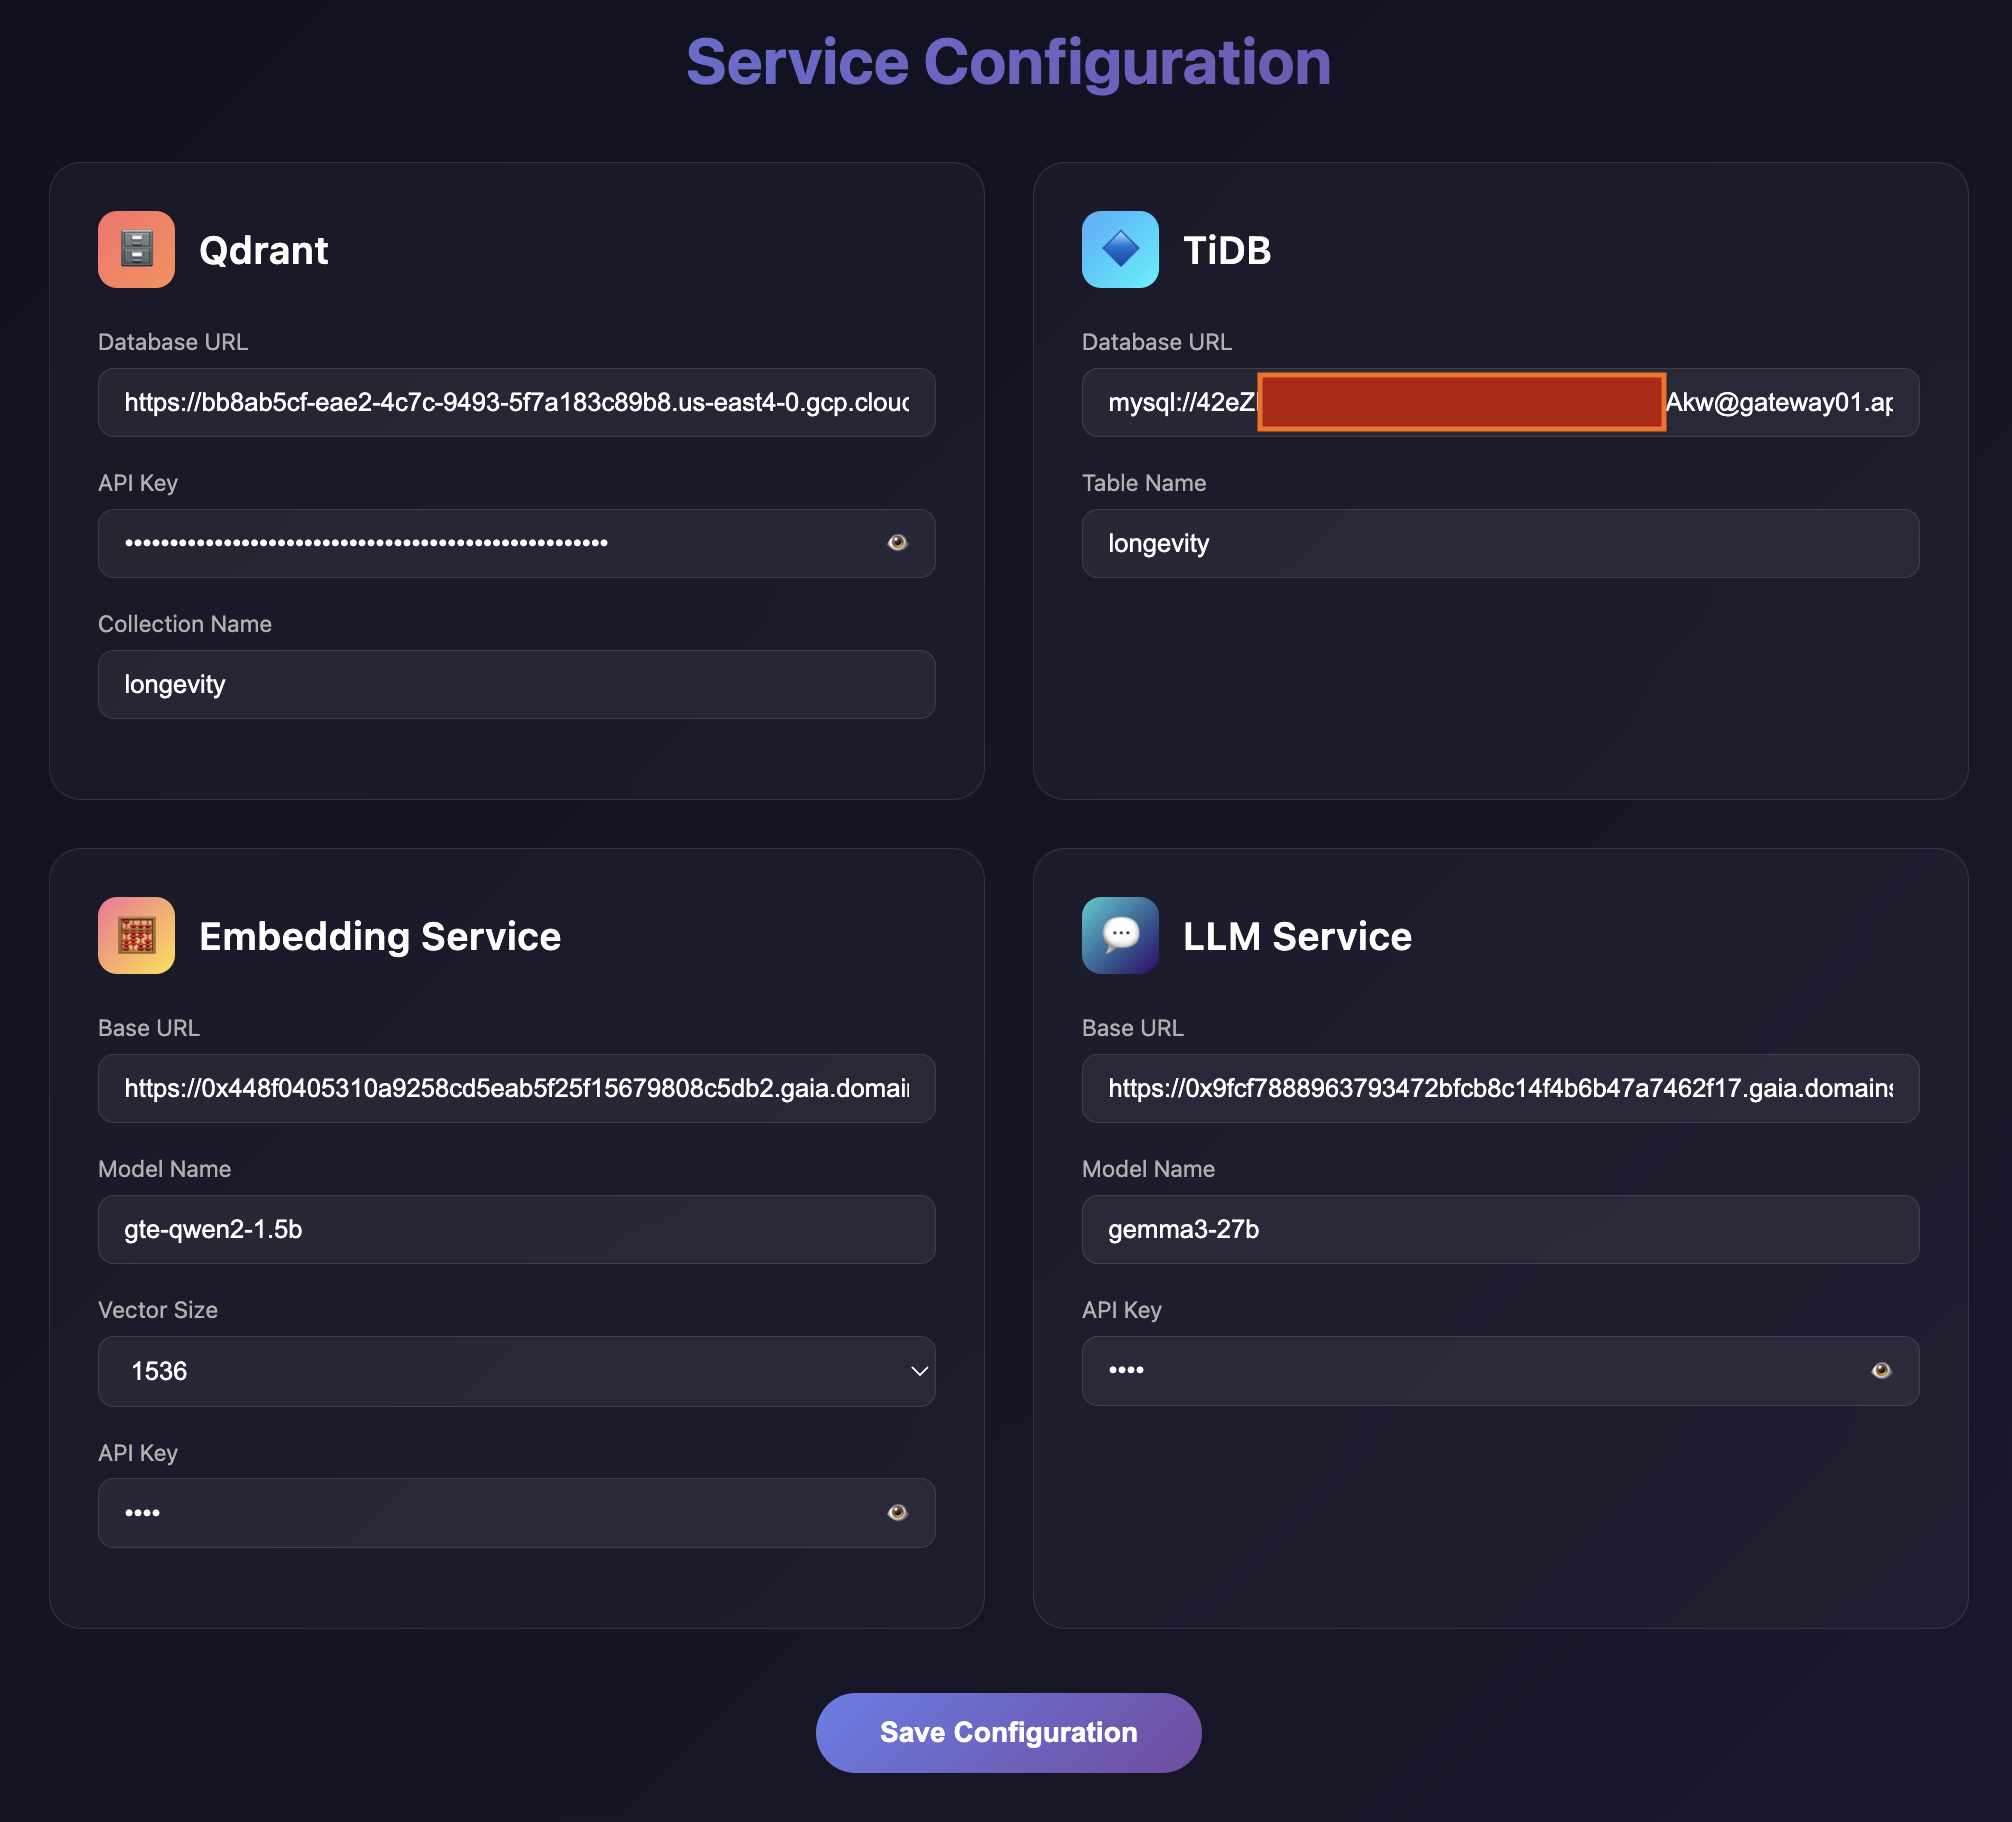 Service Configuration
Qdrant
Database URL
https://bb8ab5cf-eae2-4c7c-9493-5f7a183c89b8.us-east4-0.gcp.clouc
API Key
•••••••••••••••••••••••••••••••••••••••••••••••••••••
Collection Name
longevity
TiDB
Database URL
mysql://42eZ Akw@gateway01.ap
Table Name
longevity
Embedding Service
Base URL
https://0x448f0405310a9258cd5eab5f25f15679808c5db2.gaia.domai
Model Name
gte-qwen2-1.5b
Vector Size
1536
API Key
••••
LLM Service
Base URL
https://0x9fcf7888963793472bfcb8c14f4b6b47a7462f17.gaia.domains
Model Name
gemma3-27b
API Key
••••
Save Configuration